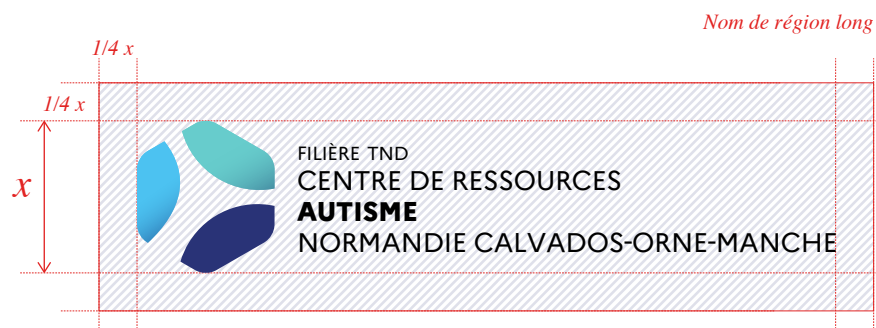 Nom de région long
1/4 x
1/4 x
x
FILIÈRE TND
CENTRE DE RESSOURCES
AUTISME
NORMANDIE CALVADOS-ORNE-MANCHE